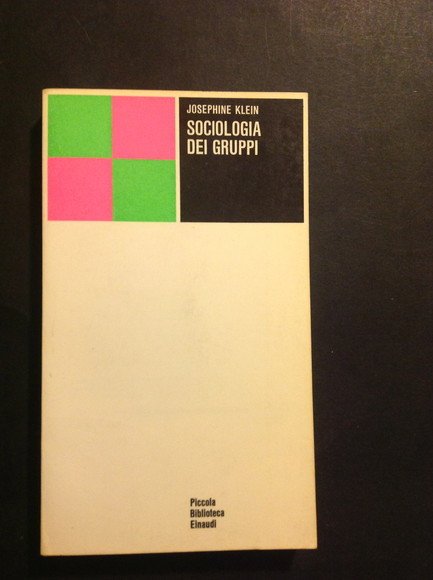 JOSEPHINE KLEIN
SOCIOLOGIA
DEI GRUPPI
Piccola
Biblioteca
Einaudi